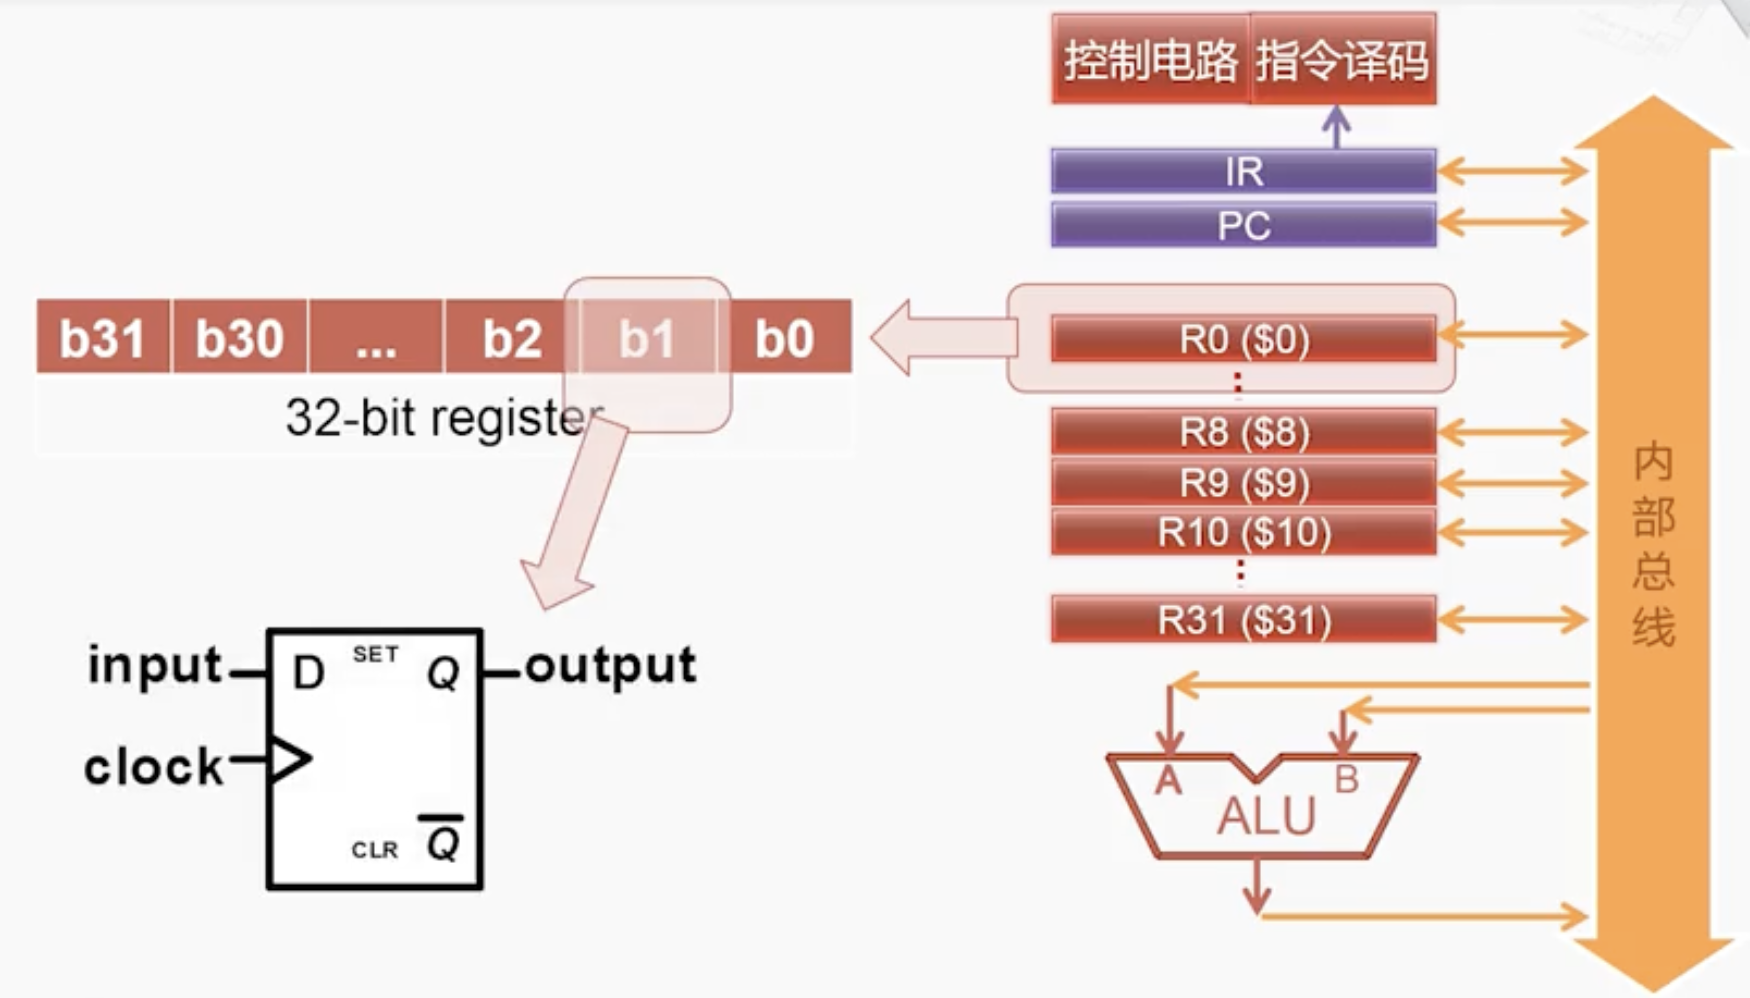 控制电路 指令译码
IR
PC
b31 b30 ... b2 b1 b0
32-bit register
R0 ($0)
R8 ($8)
R9 ($9)
R10 ($10)
R31 ($31)
内部总线
input
clock
D SET Q
CLR Q̅
output
A B
ALU